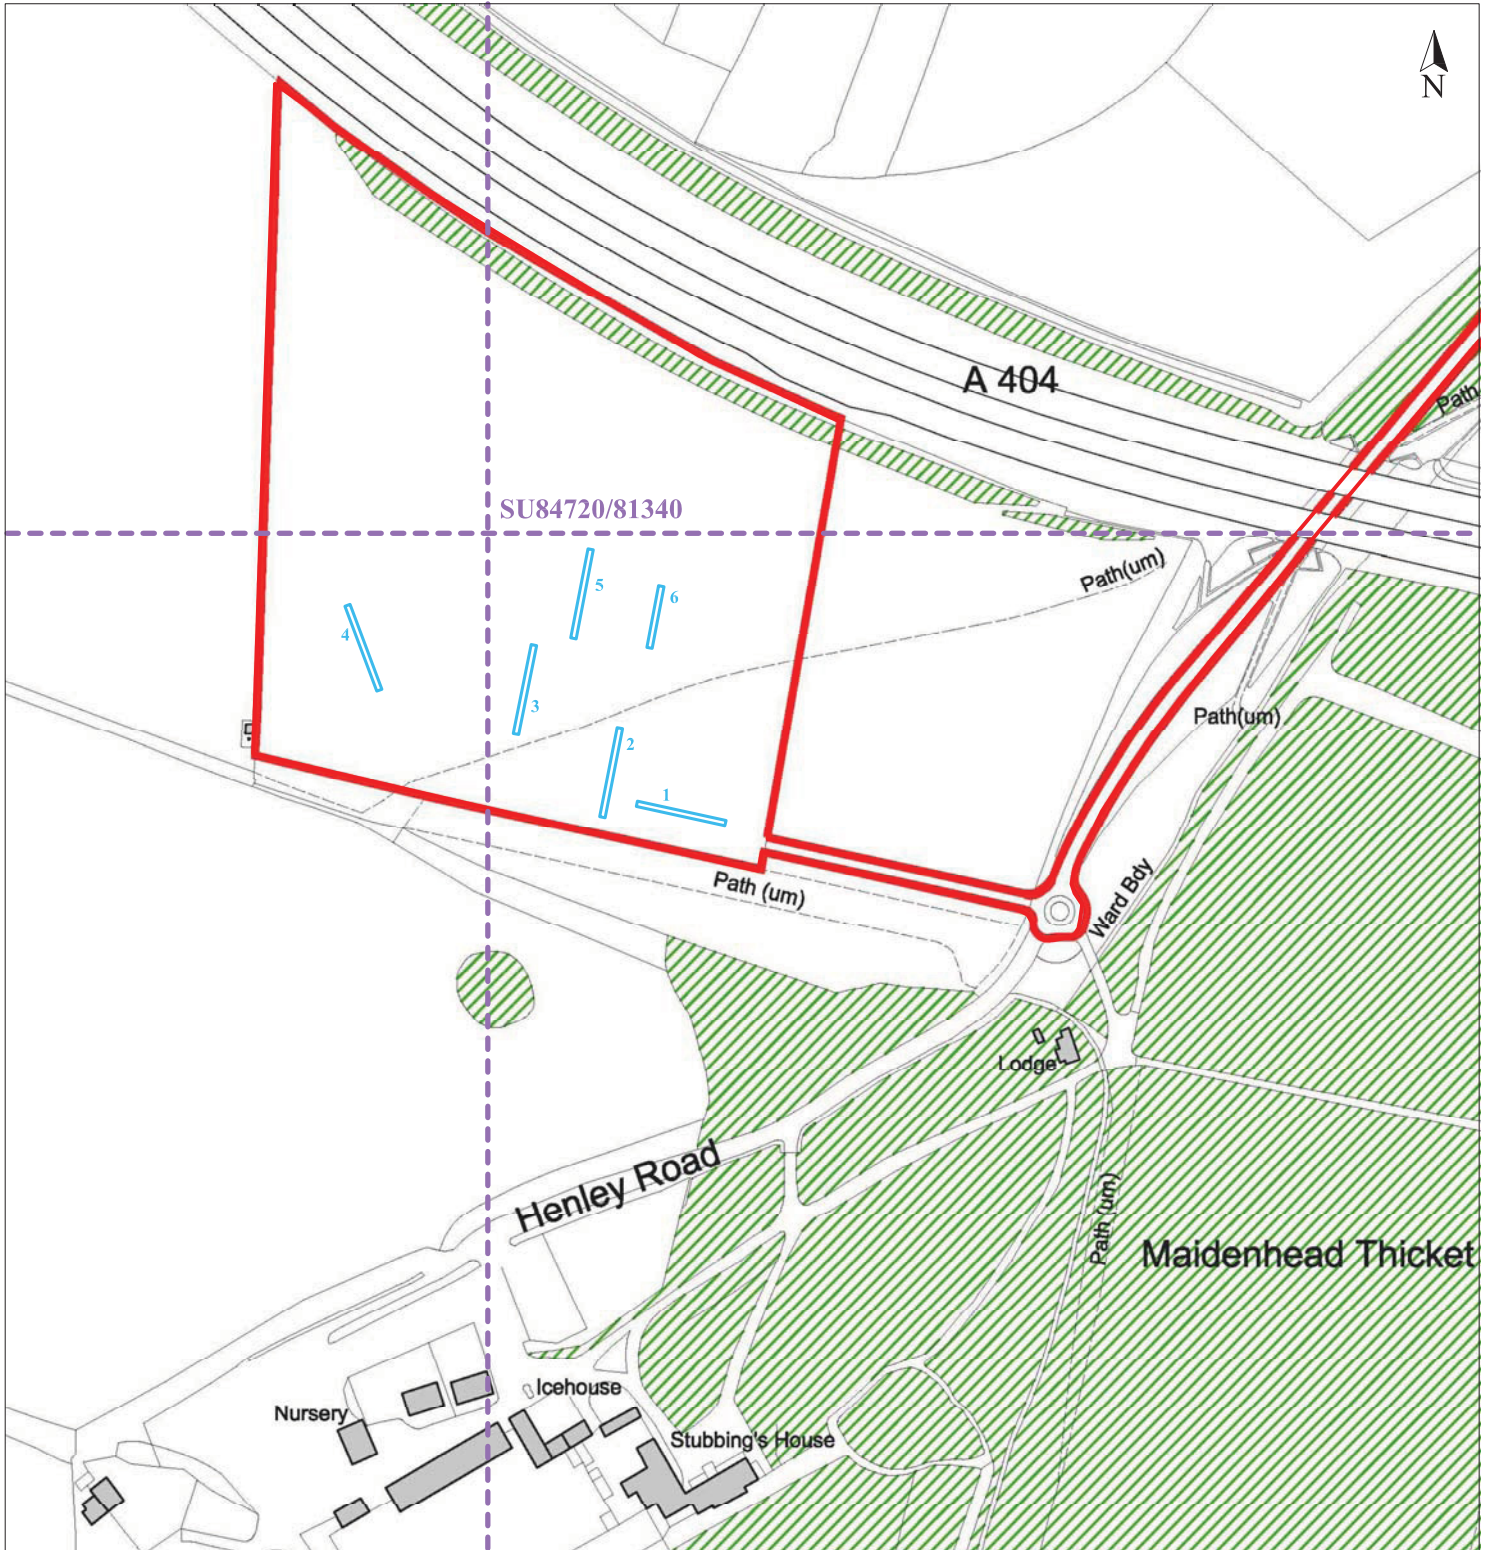 N
A 404
Path
SU84720/81340
Path(um)
5
6
4
3
Path(um)
2
1
Path (um)
Ward Bdy
Lodge
Henley Road
Path (um)
Maidenhead Thicket
Icehouse
Nursery
Stubbing's House